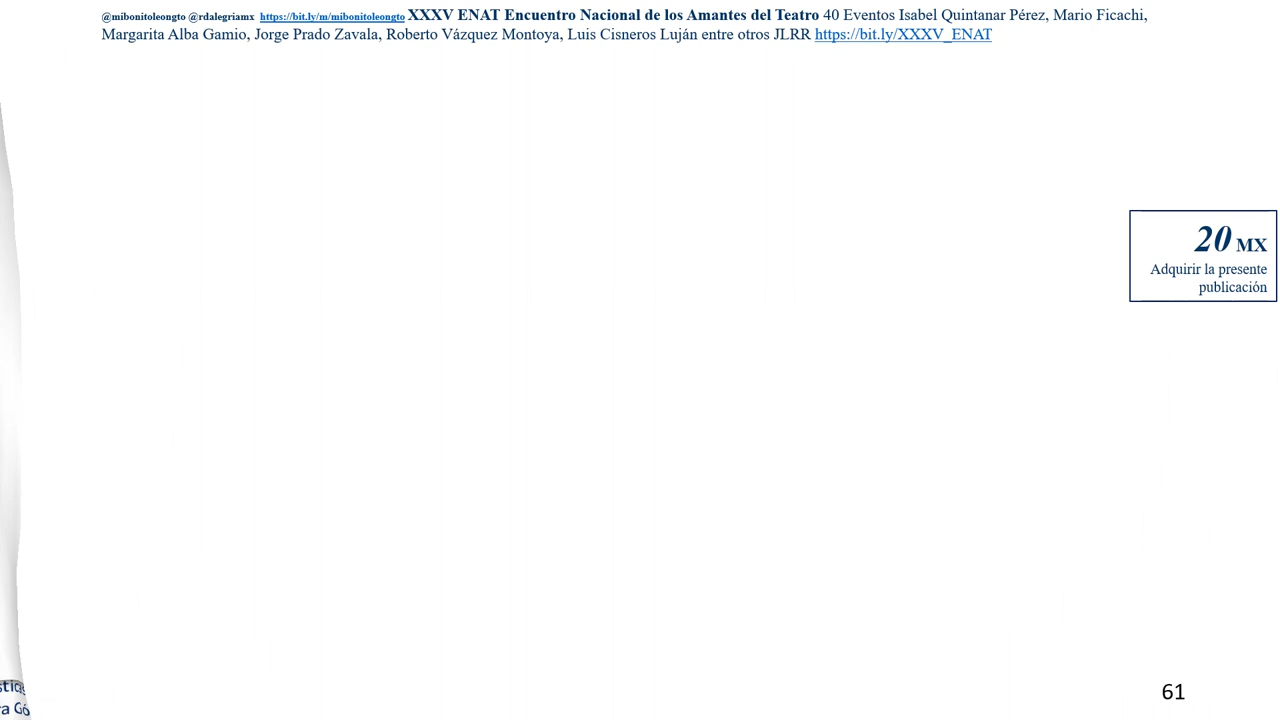 @mibonitoleongto @rdalegriamx https://bit.ly/m/mibonitoleongto XXXV ENAT Encuentro Nacional de los Amantes del Teatro 40 Eventos Isabel Quintanar Pérez, Mario Ficachi,
Margarita Alba Gamio, Jorge Prado Zavala, Roberto Vázquez Montoya, Luis Cisneros Luján entre otros JLRR https://bit.ly/XXXV_ENAT
20 MX
Adquirir la presente
publicación
61